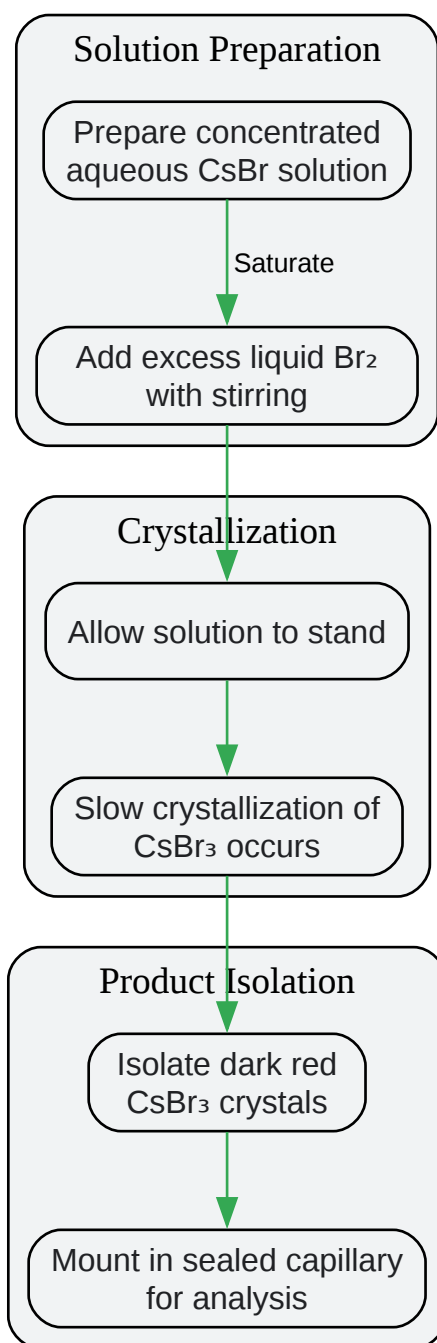 Solution Preparation
Prepare concentrated
aqueous CsBr solution
Saturate
Add excess liquid Br₂
with stirring
Crystallization
Allow solution to stand
Slow crystallization of
CsBr₃ occurs
Product Isolation
Isolate dark red
CsBr₃ crystals
Mount in sealed capillary
for analysis